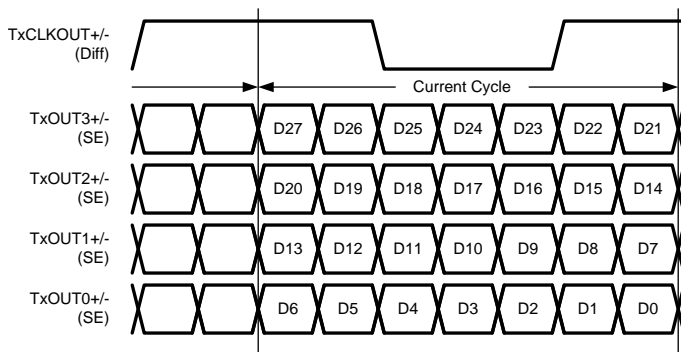 TxCLKOUT+/-
(Diff)
Current Cycle
TxOUT3+/-
(SE)
D27 D26 D25 D24 D23 D22 D21
TxOUT2+/-
(SE)
D20 D19 D18 D17 D16 D15 D14
TxOUT1+/-
(SE)
D13 D12 D11 D10 D9 D8 D7
TxOUT0+/-
(SE)
D6 D5 D4 D3 D2 D1 D0